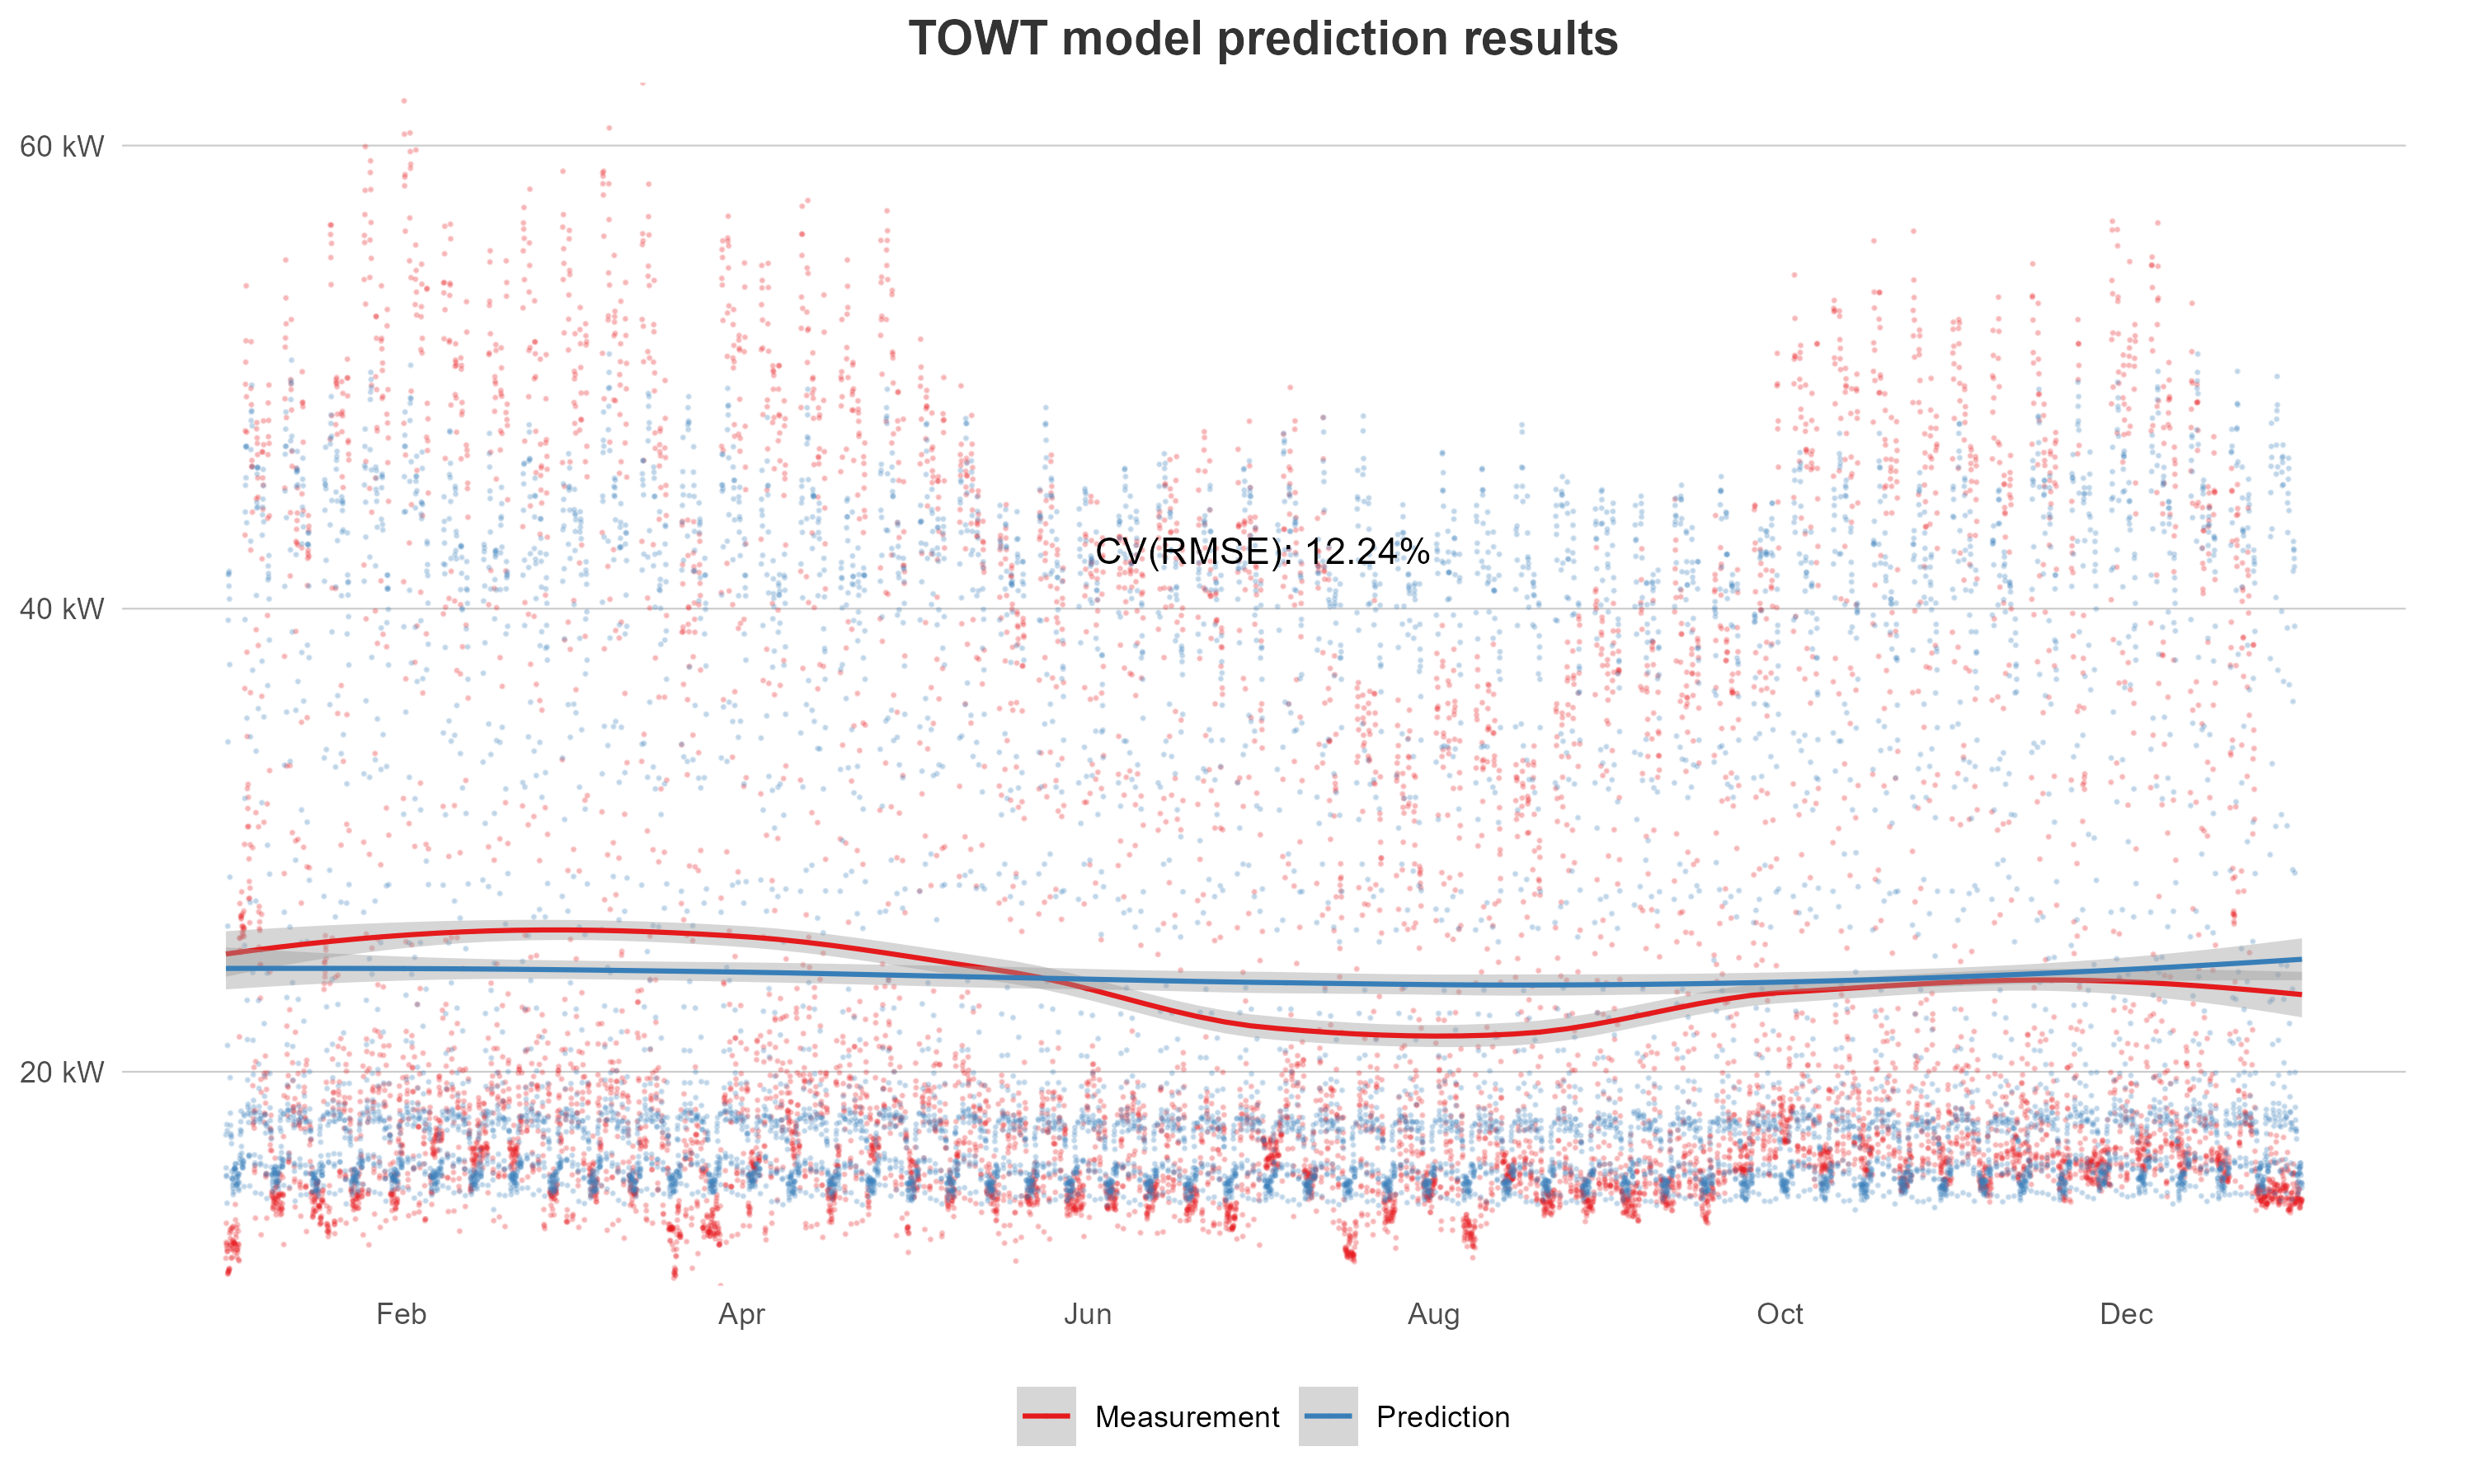 TOWT model prediction results
60 kW
40 kW
20 kW
CV(RMSE): 12.24%
Feb Apr Jun Aug Oct Dec
Measurement Prediction